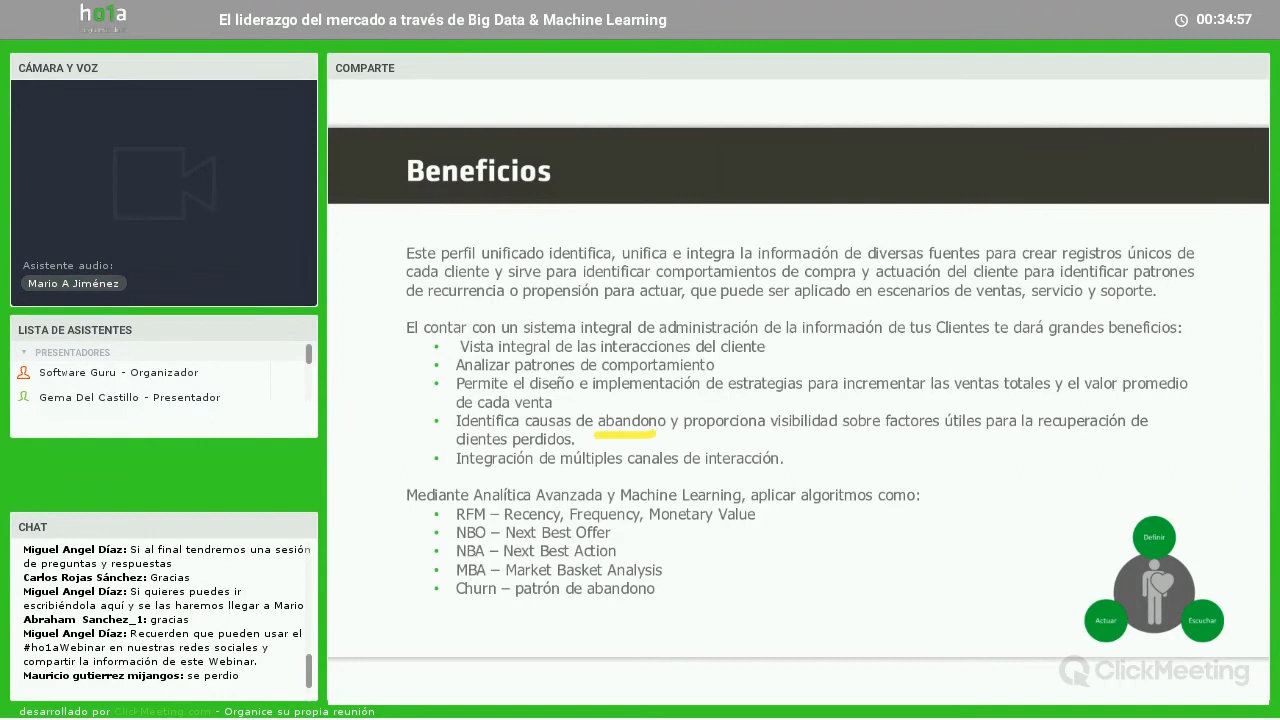 ho1a
El liderazgo del mercado a través de Big Data & Machine Learning
00:34:57
CÁMARA Y VOZ
Asistente audio:
Mario A Jiménez
LISTA DE ASISTENTES
PRESENTADORES
Software Guru - Organizador
Gema Del Castillo - Presentador
CHAT
Miguel Angel Díaz: Si al final tendremos una sesión
de preguntas y respuestas
Carlos Rojas Sánchez: Gracias
Miguel Angel Díaz: Si quieres puedes ir
escribiéndola aquí y se las haremos llegar a Mario
Abraham Sanchez_1: gracias
Miguel Angel Díaz: Recuerden que pueden usar el
#ho1aWebinar en nuestras redes sociales y
compartir la información de este Webinar.
Mauricio gutierrez mijangos: se perdio
COMPARTE
Beneficios
Este perfil unificado identifica, unifica e integra la información de diversas fuentes para crear registros únicos de
cada cliente y sirve para identificar comportamientos de compra y actuación del cliente para identificar patrones
de recurrencia o propensión para actuar, que puede ser aplicado en escenarios de ventas, servicio y soporte.
El contar con un sistema integral de administración de la información de tus Clientes te dará grandes beneficios:
• Vista integral de las interacciones del cliente
• Analizar patrones de comportamiento
• Permite el diseño e implementación de estrategias para incrementar las ventas totales y el valor promedio
de cada venta
• Identifica causas de abandono y proporciona visibilidad sobre factores útiles para la recuperación de
clientes perdidos.
• Integración de múltiples canales de interacción.
Mediante Analítica Avanzada y Machine Learning, aplicar algoritmos como:
• RFM – Recency, Frequency, Monetary Value
• NBO – Next Best Offer
• NBA – Next Best Action
• MBA – Market Basket Analysis
• Churn – patrón de abandono
Definir
Actuar
Escuchar
ClickMeeting
desarrollado por ClickMeeting.com - Organice su propia reunión